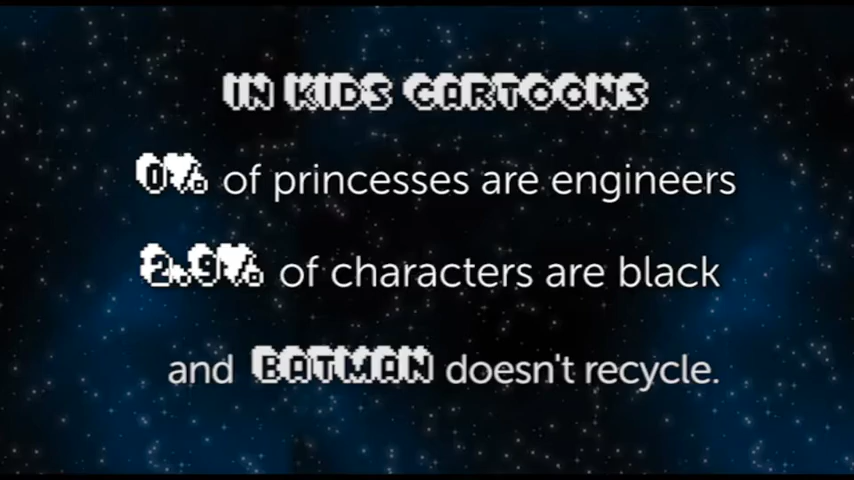 IN KIDS CARTOONS
0% of princesses are engineers
2.9% of characters are black
and BATMAN doesn't recycle.